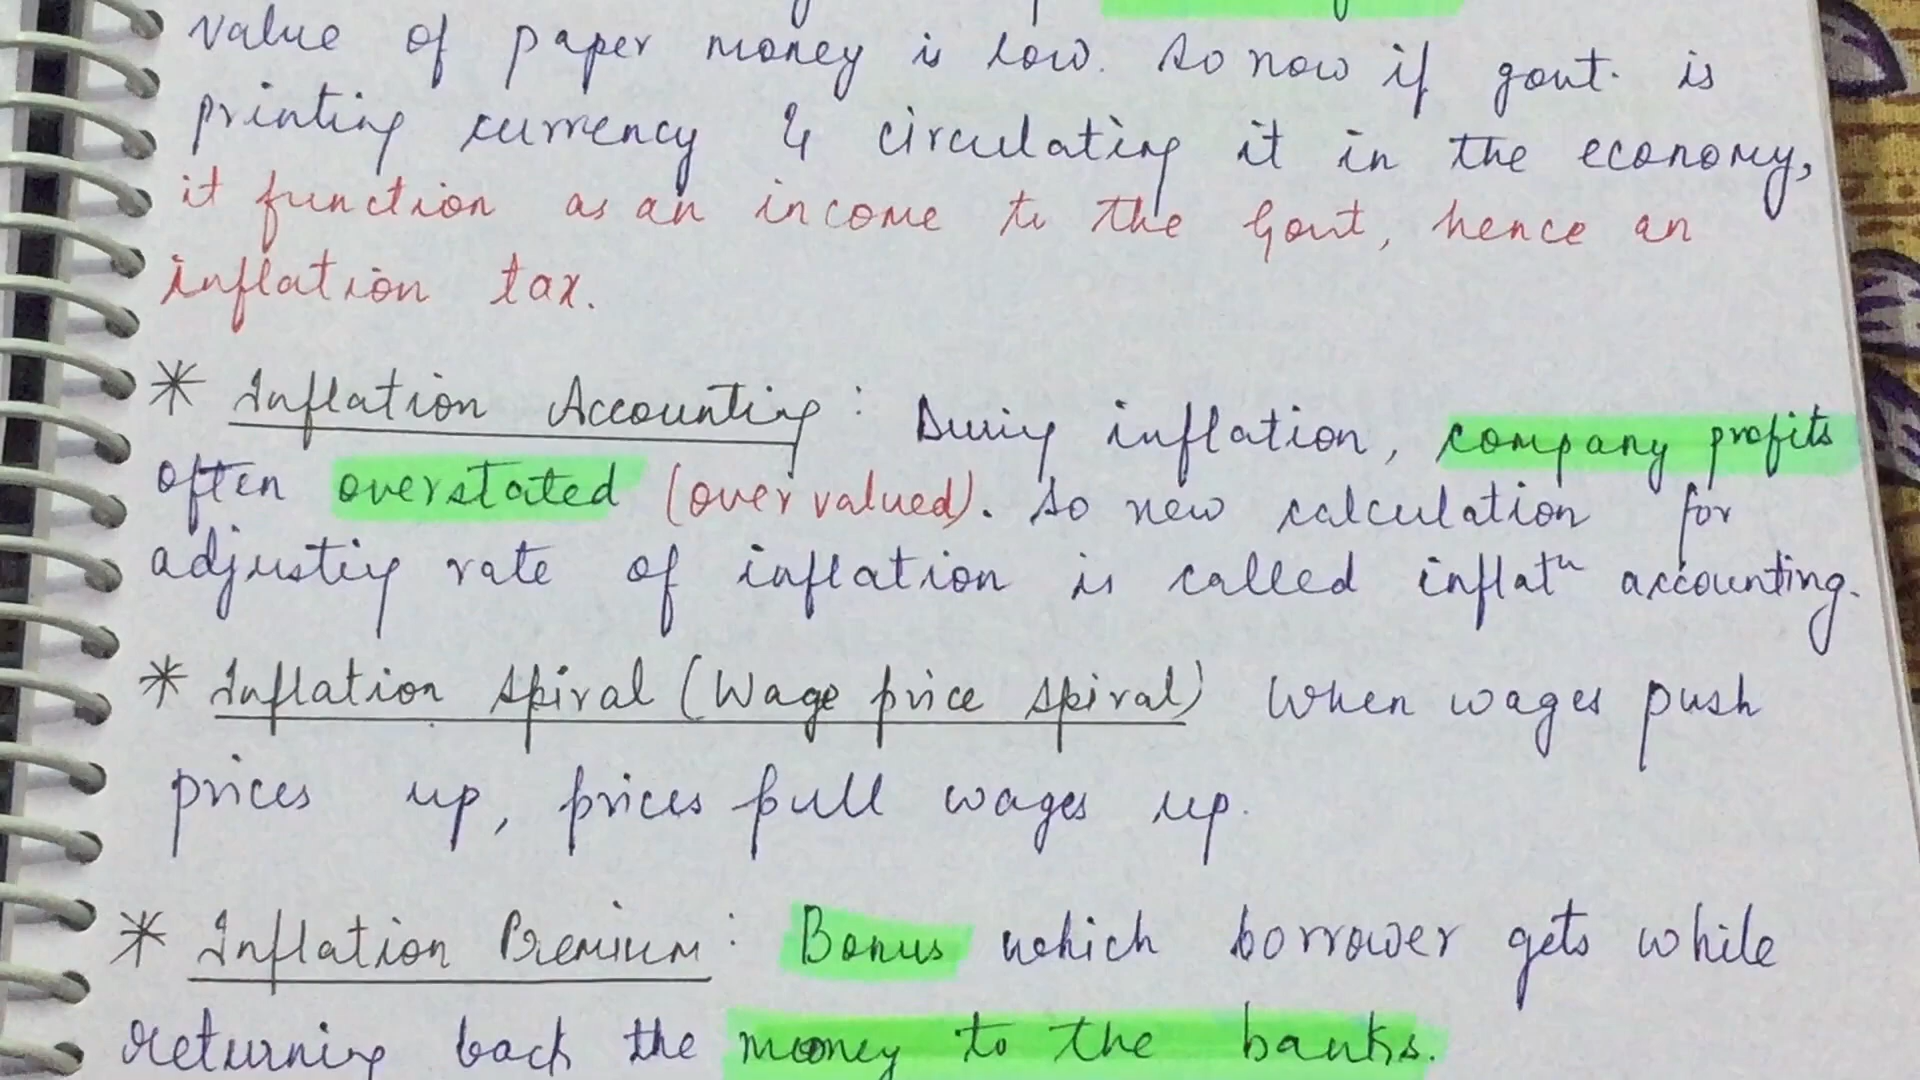 value of paper money is low. So now if govt. is
printing currency & circulating it in the economy,
it function as an income to the Govt, hence an
inflation tax.
* Inflation Accounting : During inflation, company profits
often overstated (over valued). So new calculation for
adjusting rate of inflation is called inflatⁿ accounting.
* Inflation Spiral (Wage price spiral) When wages push
prices up, prices pull wages up.
* Inflation Premium : Bonus which borrower gets while
returning back the money to the banks.